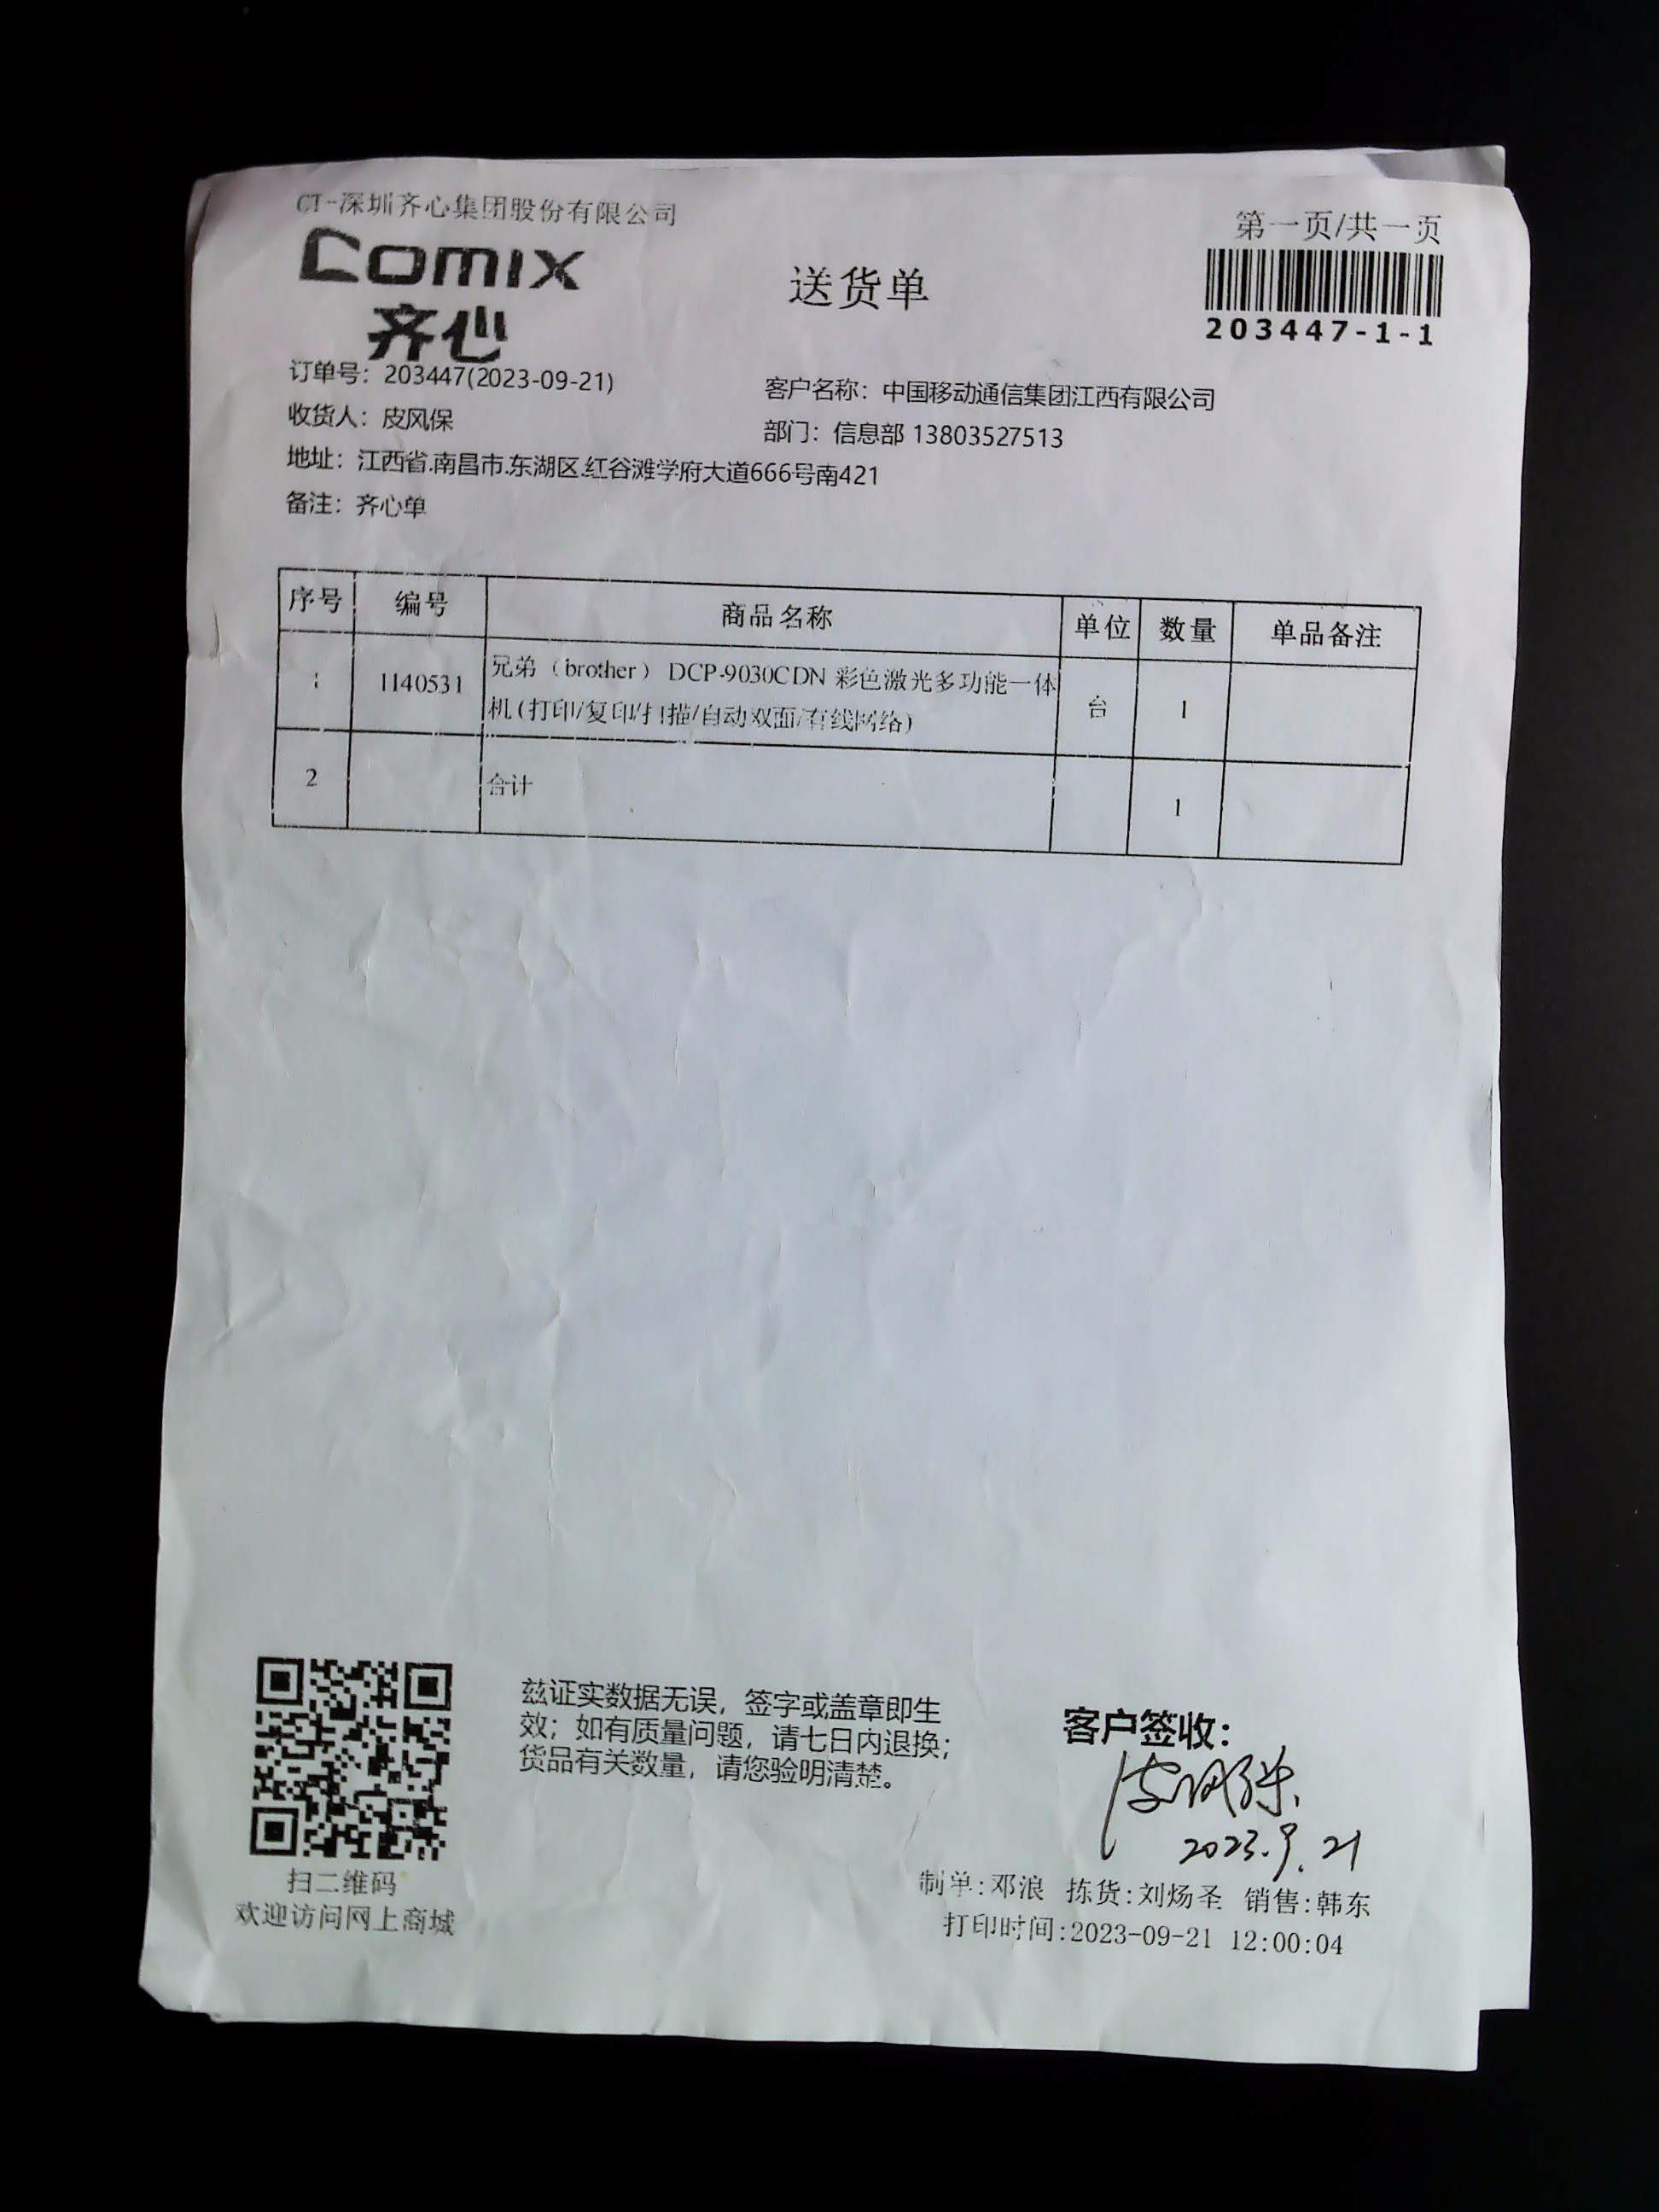 CT-深圳齐心集团股份有限公司
第一页/共一页
comix
齐心
送货单
203447-1-1
订单号：203447(2023-09-21)
客户名称：中国移动通信集团江西有限公司
收货人：皮风保
部门：信息部 13803527513
地址：江西省.南昌市.东湖区.红谷滩学府大道666号南421
备注：齐心单
序号 编号 商品名称 单位 数量 单品备注
1 1140531 兄弟（brother）DCP-9030CDN 彩色激光多功能一体 台 1
机(打印/复印/扫描/自动双面/有线网络)
2 合计 1
兹证实数据无误，签字或盖章即生
效；如有质量问题，请七日内退换；
货品有关数量，请您验明清楚。
客户签收：
皮风保
2023.9.21
扫二维码
欢迎访问网上商城
制单:邓浪 拣货:刘炀圣 销售:韩东
打印时间:2023-09-21 12:00:04